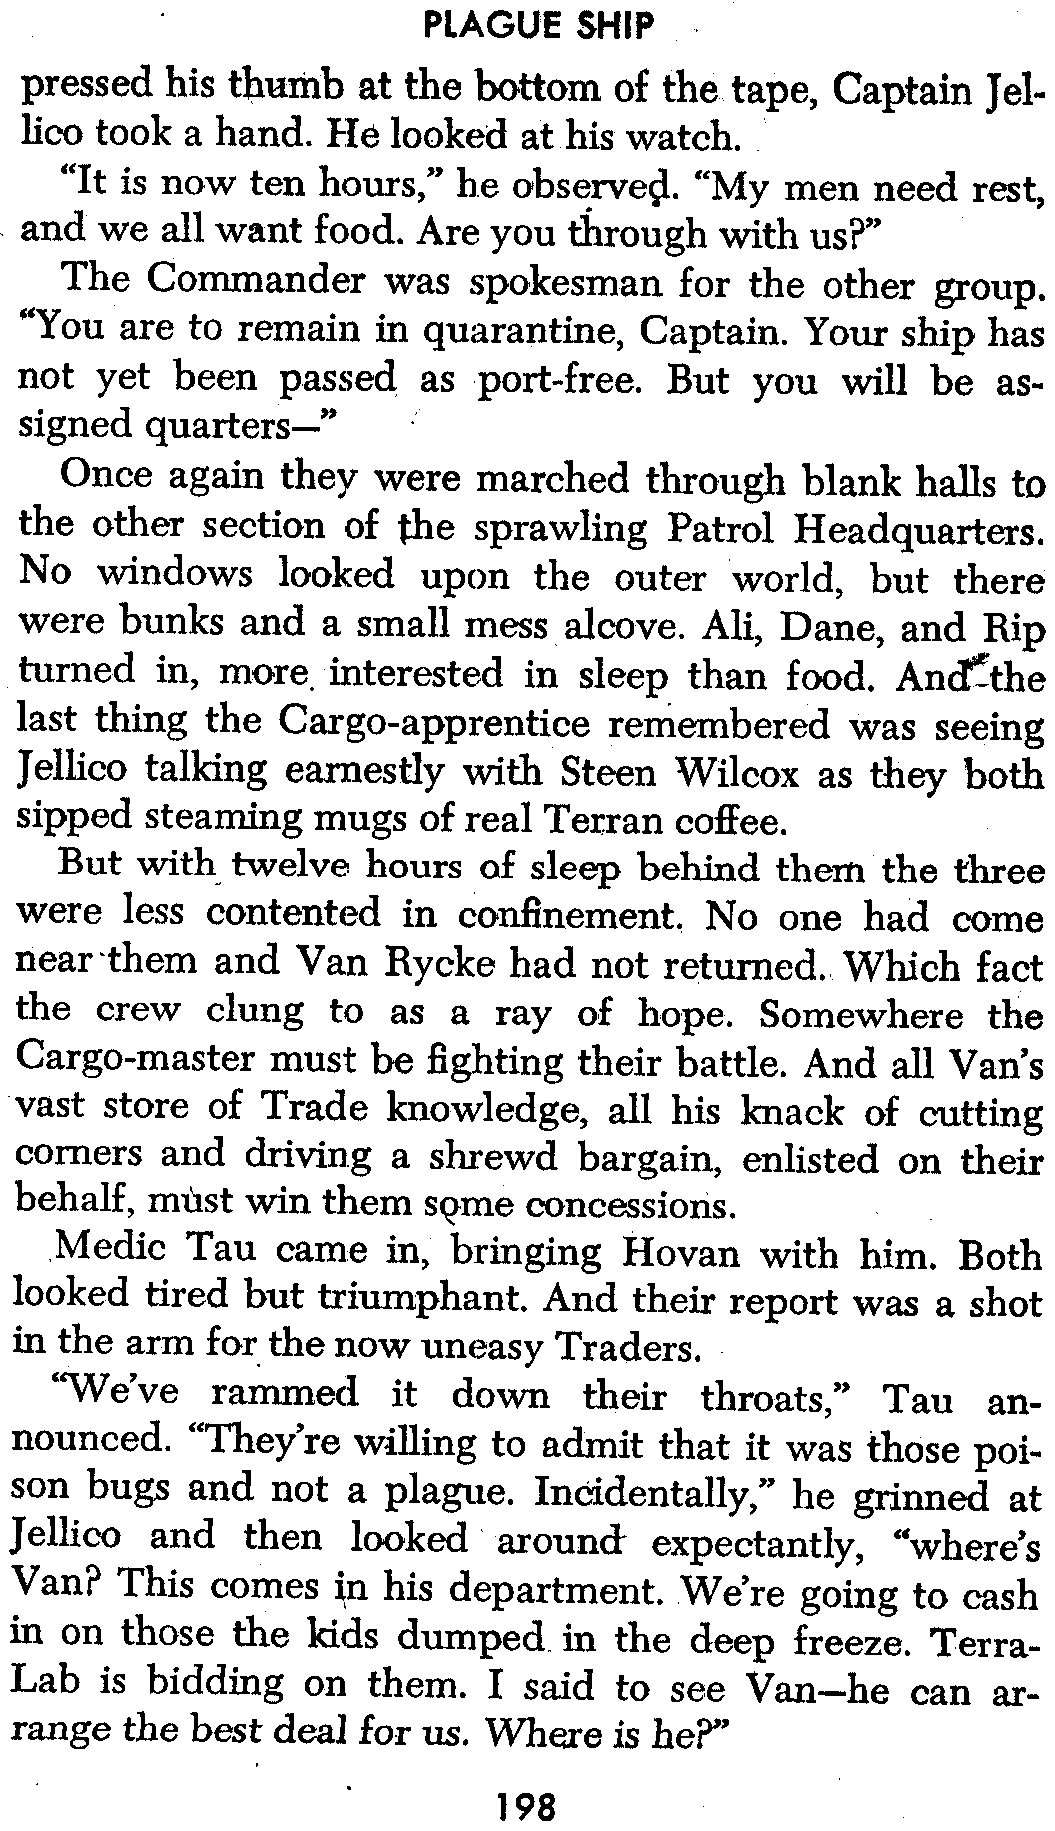 PLAGUE SHIP
pressed his thumb at the bottom of the tape, Captain Jel-
lico took a hand. He looked at his watch.
“It is now ten hours,” he observed. “My men need rest,
and we all want food. Are you through with us?”
The Commander was spokesman for the other group.
“You are to remain in quarantine, Captain. Your ship has
not yet been passed as port-free. But you will be as-
signed quarters—”
Once again they were marched through blank halls to
the other section of the sprawling Patrol Headquarters.
No windows looked upon the outer world, but there
were bunks and a small mess alcove. Ali, Dane, and Rip
turned in, more interested in sleep than food. And the
last thing the Cargo-apprentice remembered was seeing
Jellico talking earnestly with Steen Wilcox as they both
sipped steaming mugs of real Terran coffee.
But with twelve hours of sleep behind them the three
were less contented in confinement. No one had come
near them and Van Rycke had not returned. Which fact
the crew clung to as a ray of hope. Somewhere the
Cargo-master must be fighting their battle. And all Van’s
vast store of Trade knowledge, all his knack of cutting
corners and driving a shrewd bargain, enlisted on their
behalf, must win them some concessions.
Medic Tau came in, bringing Hovan with him. Both
looked tired but triumphant. And their report was a shot
in the arm for the now uneasy Traders.
“We’ve rammed it down their throats,” Tau an-
nounced. “They’re willing to admit that it was those poi-
son bugs and not a plague. Incidentally,” he grinned at
Jellico and then looked around expectantly, “where’s
Van? This comes in his department. We’re going to cash
in on those the kids dumped in the deep freeze. Terra-
Lab is bidding on them. I said to see Van—he can ar-
range the best deal for us. Where is he?”
198